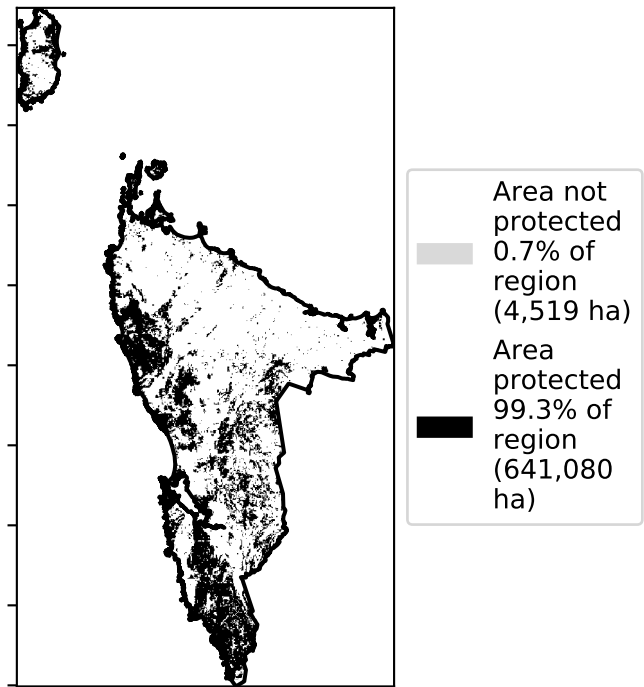 Area not
protected
0.7% of
region
(4,519 ha)
Area
protected
99.3% of
region
(641,080
ha)